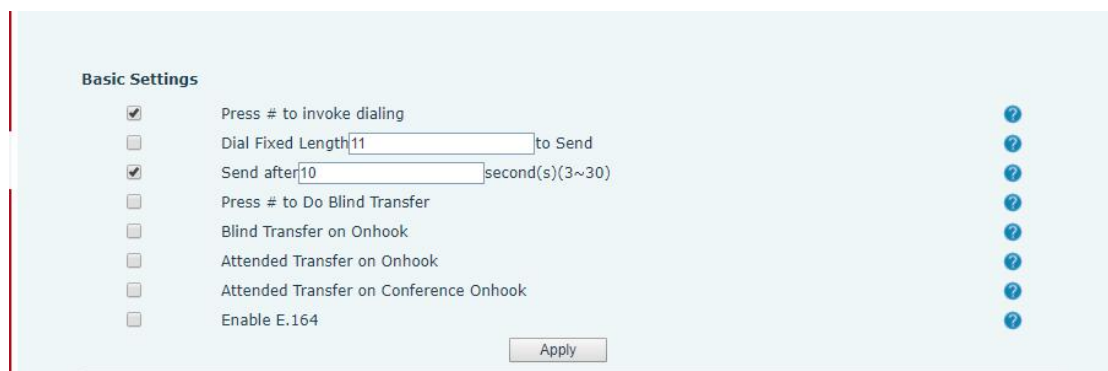 Basic Settings
Press # to invoke dialing
Dial Fixed Length 11 to Send
Send after 10 second(s)(3~30)
Press # to Do Blind Transfer
Blind Transfer on Onhook
Attended Transfer on Onhook
Attended Transfer on Conference Onhook
Enable E.164
Apply